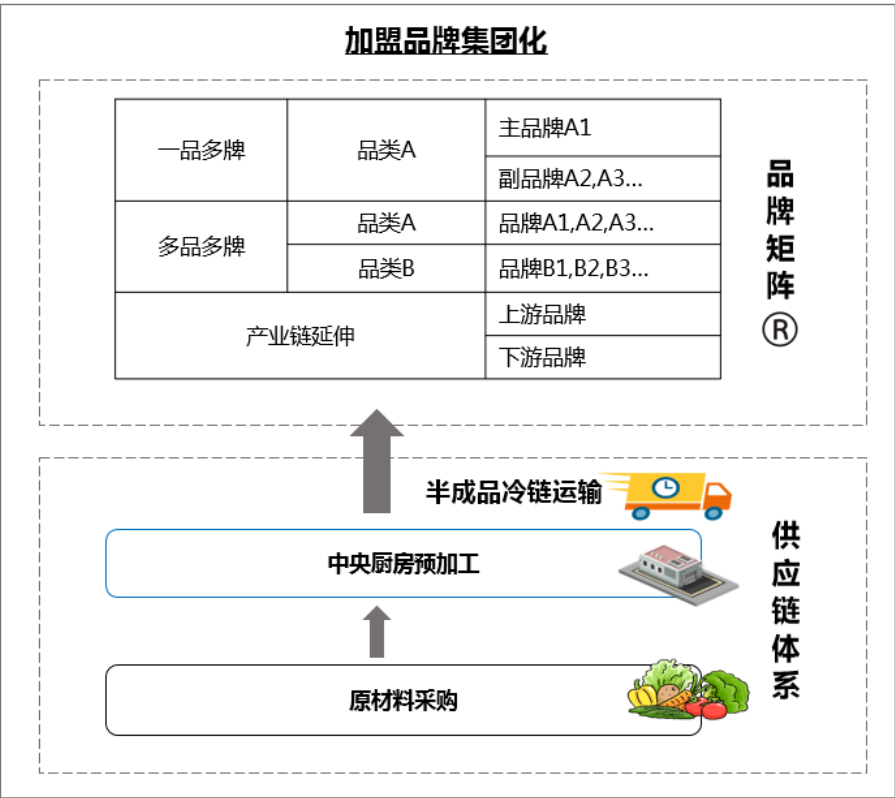 加盟品牌集团化
一品多牌
品类A
主品牌A1
副品牌A2,A3...
多品多牌
品类A
品牌A1,A2,A3...
品类B
品牌B1,B2,B3...
产业链延伸
上游品牌
下游品牌
品牌矩阵®
半成品冷链运输
中央厨房预加工
原材料采购
供应链体系